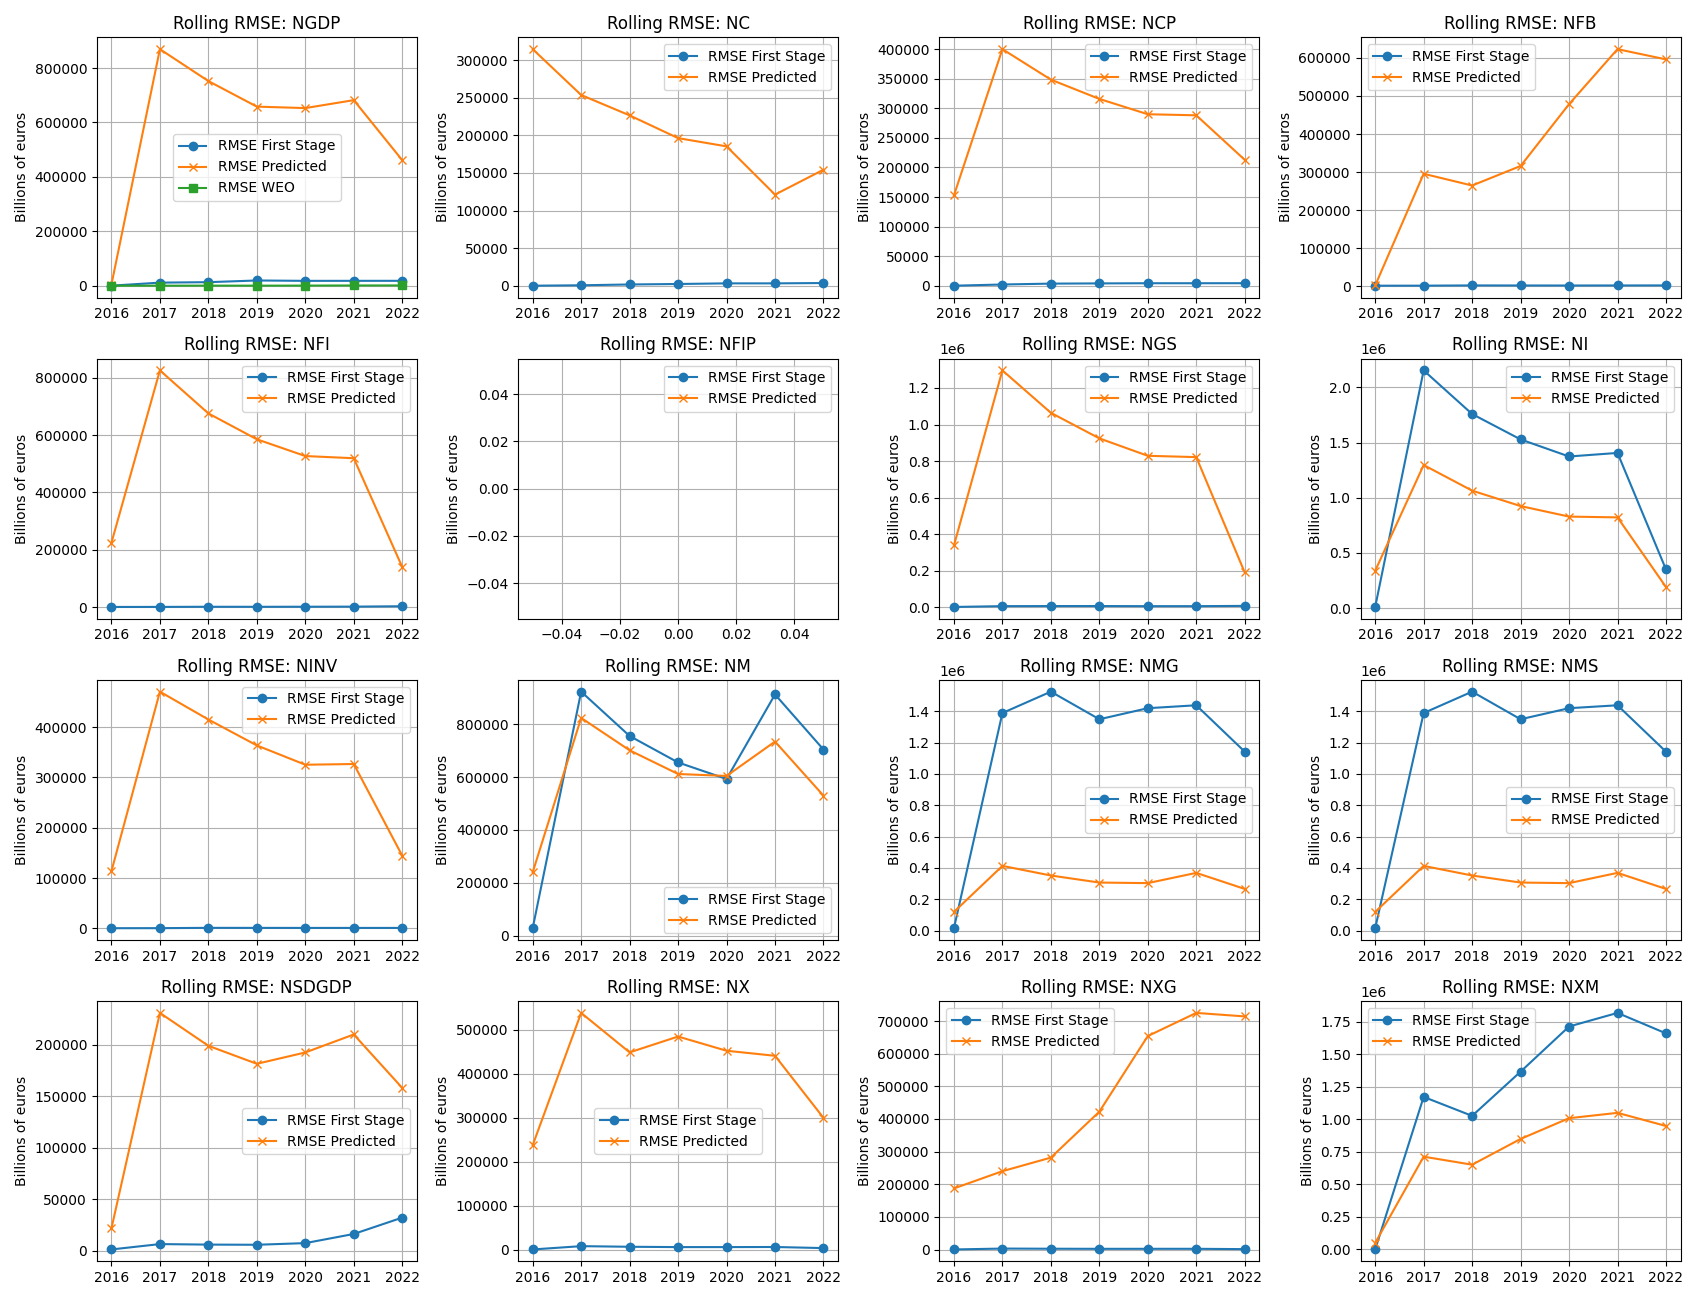 Rolling RMSE: NGDP
Billions of euros
800000
600000
400000
200000
0
2016 2017 2018 2019 2020 2021 2022
RMSE First Stage
RMSE Predicted
RMSE WEO
Rolling RMSE: NC
Billions of euros
300000
250000
200000
150000
100000
50000
0
2016 2017 2018 2019 2020 2021 2022
RMSE First Stage
RMSE Predicted
Rolling RMSE: NCP
Billions of euros
400000
350000
300000
250000
200000
150000
100000
50000
0
2016 2017 2018 2019 2020 2021 2022
RMSE First Stage
RMSE Predicted
Rolling RMSE: NFB
Billions of euros
600000
500000
400000
300000
200000
100000
0
2016 2017 2018 2019 2020 2021 2022
RMSE First Stage
RMSE Predicted
Rolling RMSE: NFI
Billions of euros
800000
600000
400000
200000
0
2016 2017 2018 2019 2020 2021 2022
RMSE First Stage
RMSE Predicted
Rolling RMSE: NFIP
Billions of euros
0.04
0.02
0.00
−0.02
−0.04
−0.04 −0.02 0.00 0.02 0.04
RMSE First Stage
RMSE Predicted
Rolling RMSE: NGS
1e6
Billions of euros
1.2
1.0
0.8
0.6
0.4
0.2
0.0
2016 2017 2018 2019 2020 2021 2022
RMSE First Stage
RMSE Predicted
Rolling RMSE: NI
1e6
Billions of euros
2.0
1.5
1.0
0.5
0.0
2016 2017 2018 2019 2020 2021 2022
RMSE First Stage
RMSE Predicted
Rolling RMSE: NINV
Billions of euros
400000
300000
200000
100000
0
2016 2017 2018 2019 2020 2021 2022
RMSE First Stage
RMSE Predicted
Rolling RMSE: NM
Billions of euros
800000
600000
400000
200000
0
2016 2017 2018 2019 2020 2021 2022
RMSE First Stage
RMSE Predicted
Rolling RMSE: NMG
1e6
Billions of euros
1.4
1.2
1.0
0.8
0.6
0.4
0.2
0.0
2016 2017 2018 2019 2020 2021 2022
RMSE First Stage
RMSE Predicted
Rolling RMSE: NMS
1e6
Billions of euros
1.4
1.2
1.0
0.8
0.6
0.4
0.2
0.0
2016 2017 2018 2019 2020 2021 2022
RMSE First Stage
RMSE Predicted
Rolling RMSE: NSDGDP
Billions of euros
200000
150000
100000
50000
0
2016 2017 2018 2019 2020 2021 2022
RMSE First Stage
RMSE Predicted
Rolling RMSE: NX
Billions of euros
500000
400000
300000
200000
100000
0
2016 2017 2018 2019 2020 2021 2022
RMSE First Stage
RMSE Predicted
Rolling RMSE: NXG
Billions of euros
700000
600000
500000
400000
300000
200000
100000
0
2016 2017 2018 2019 2020 2021 2022
RMSE First Stage
RMSE Predicted
Rolling RMSE: NXM
1e6
Billions of euros
1.75
1.50
1.25
1.00
0.75
0.50
0.25
0.00
2016 2017 2018 2019 2020 2021 2022
RMSE First Stage
RMSE Predicted